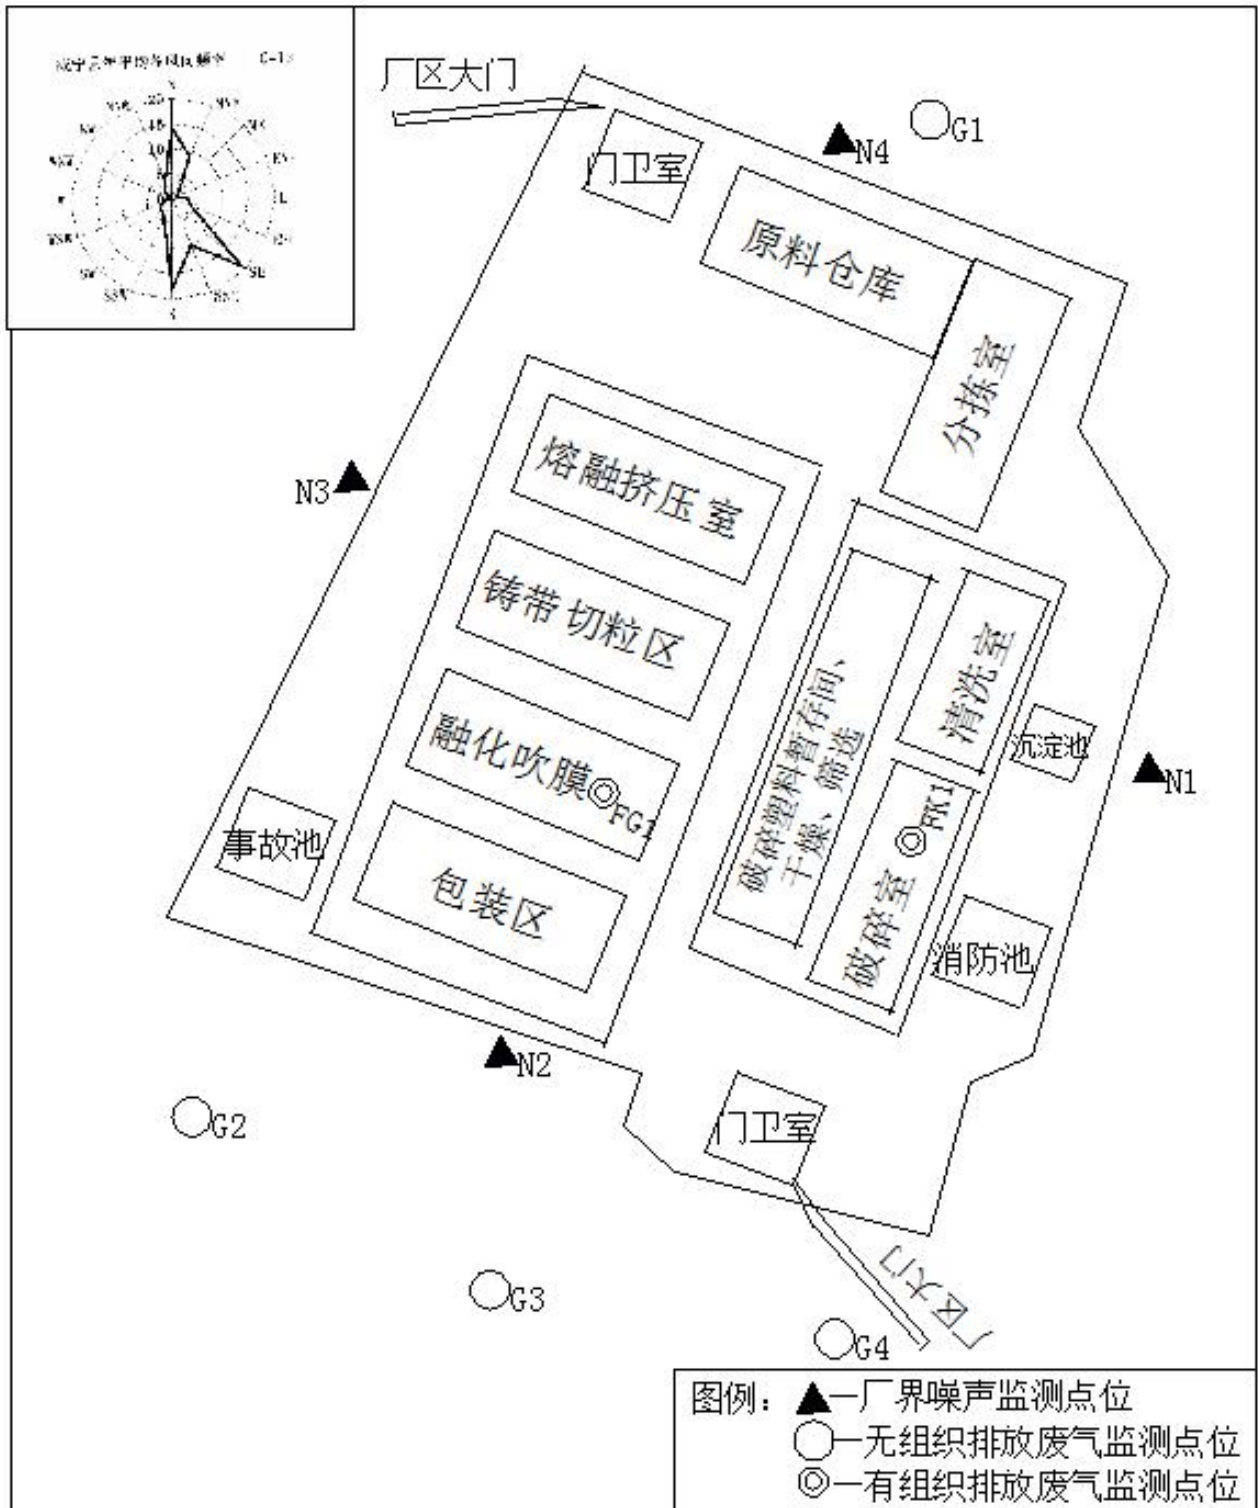 厂区大门
G1
N4
门卫室
原料仓库
分拣室
N3
熔融挤压室
铸带切粒区
融化吹膜
FG1
包装区
事故池
破碎塑料暂存间、
干燥、筛选
清洗室
破碎室
FK1
沉淀池
N1
消防池
N2
门卫室
G2
G3
G4
厂区大门
图例：
▲—厂界噪声监测点位
○—无组织排放废气监测点位
◎—有组织排放废气监测点位